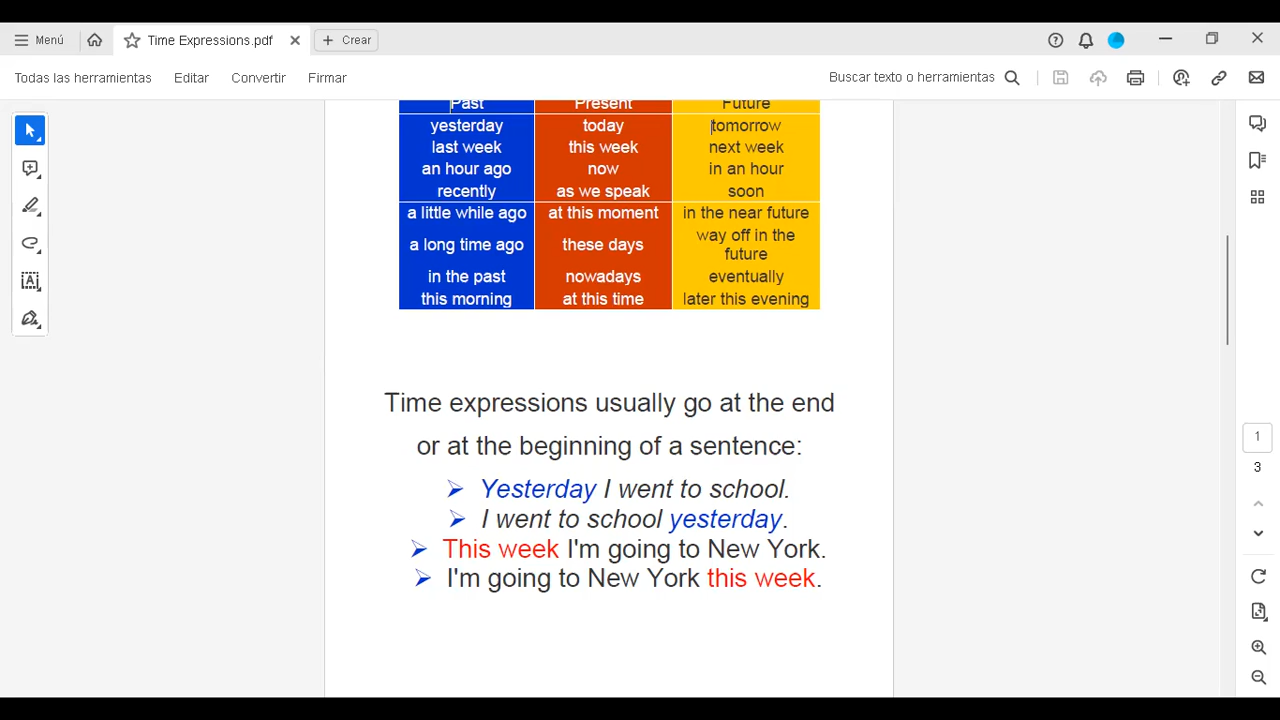 Menú
Time Expressions.pdf
Crear
Todas las herramientas
Editar
Convertir
Firmar
Buscar texto o herramientas
Past Present Future
yesterday today tomorrow
last week this week next week
an hour ago now in an hour
recently as we speak soon
a little while ago at this moment in the near future
a long time ago these days way off in the
future
in the past nowadays eventually
this morning at this time later this evening
Time expressions usually go at the end
or at the beginning of a sentence:
Yesterday I went to school.
I went to school yesterday.
This week I'm going to New York.
I'm going to New York this week.
1
3